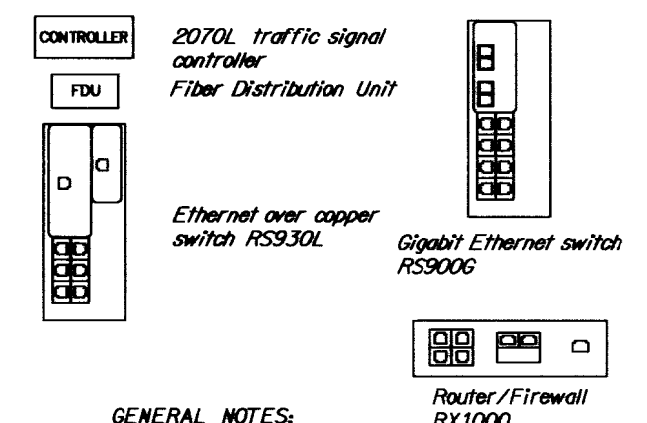 CONTROLLER
2070L traffic signal
controller
FDU
Fiber Distribution Unit
Ethernet over copper
switch RS930L
Gigabit Ethernet switch
RS900G
Router/Firewall
RX1000
GENERAL NOTES: